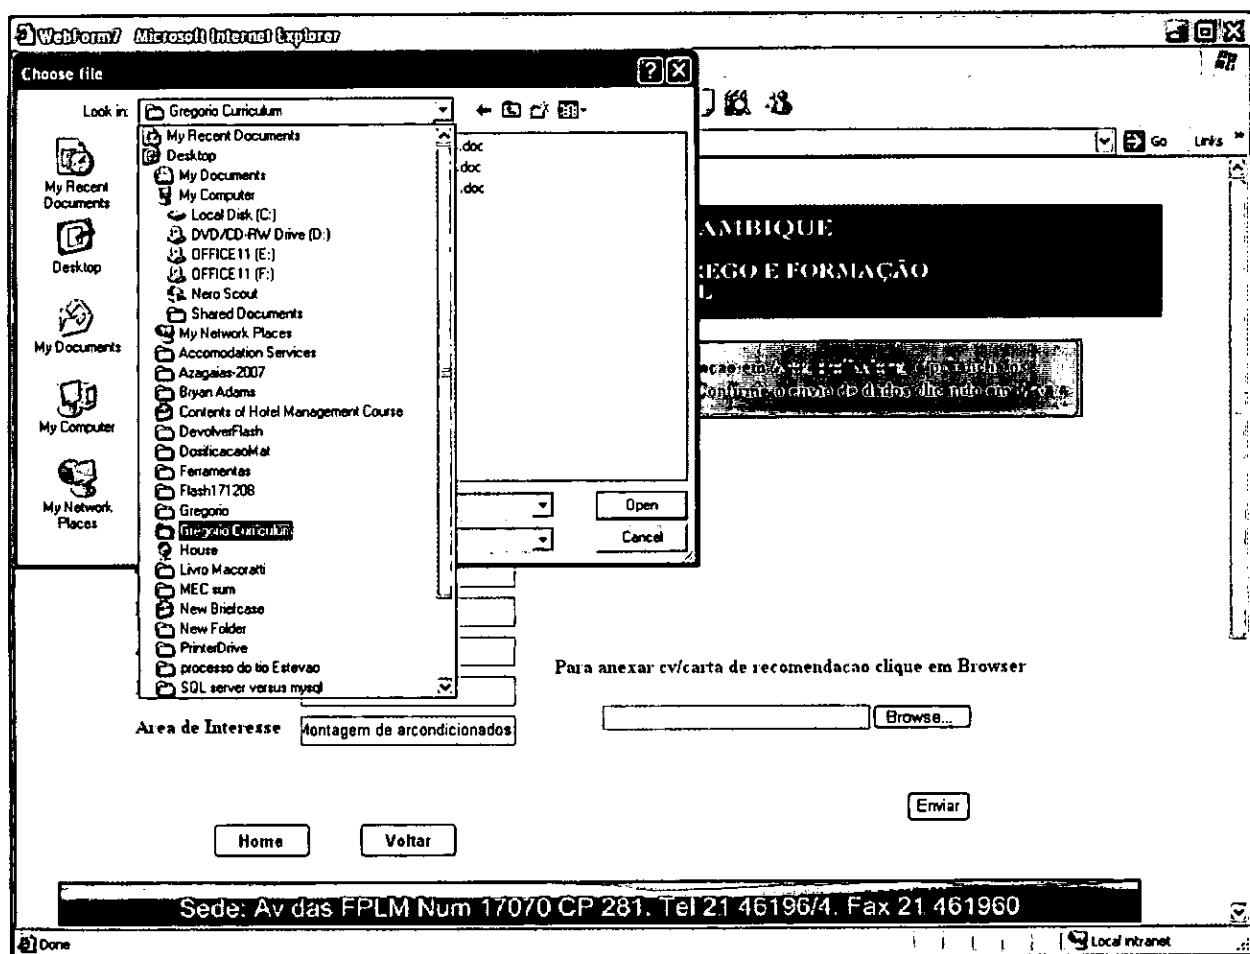 WebForm7 Microsoft Internet Explorer
Choose file
Look in:
Gregorio Curriculum
My Recent Documents
Desktop
My Documents
My Computer
Local Disk (C:)
DVD/CD-RW Drive (D:)
OFFICE11 (E:)
OFFICE11 (F:)
Nero Scout
Shared Documents
My Network Places
Accomodation Services
Azagaias-2007
Bryan Adams
Contents of Hotel Management Course
DevolverFlash
DosificacaoMat
Ferramentas
Flash171208
Gregorio
Gregorio Curriculum
House
Livro Macoratti
MEC sum
New Briefcase
New Folder
PrinterDrive
processo do tio Estevao
SQL server versus mysql
My Recent
Documents
Desktop
My Documents
My Computer
My Network
Places
.doc
.doc
.doc
Open
Cancel
Go Links »
AMBIQUE
EGO E FORMAÇÃO
L
Confirme o envio de dados clicando em
Para anexar cv/carta de recomendacao clique em Browser
Browse...
Area de Interesse
Montagem de arcondicionados
Enviar
Home
Voltar
Sede: Av das FPLM Num 17070 CP 281. Tel 21 46196/4. Fax 21 461960
Done
Local intranet